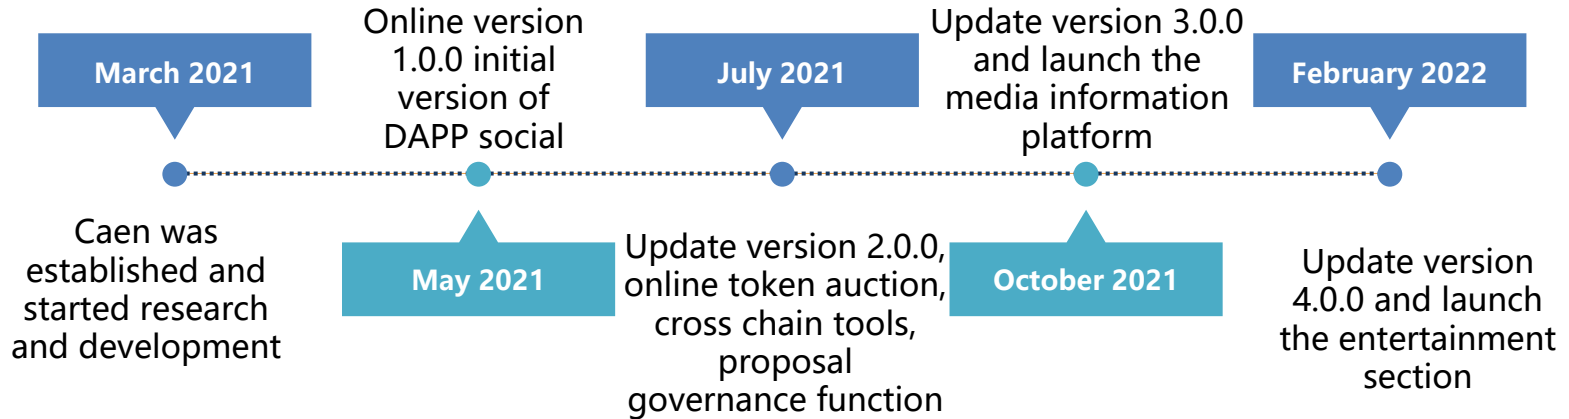 March 2021
Caen was
established and
started research
and development
Online version
1.0.0 initial
version of
DAPP social
May 2021
July 2021
Update version 2.0.0,
online token auction,
cross chain tools,
proposal
governance function
Update version 3.0.0
and launch the
media information
platform
October 2021
February 2022
Update version
4.0.0 and launch
the entertainment
section